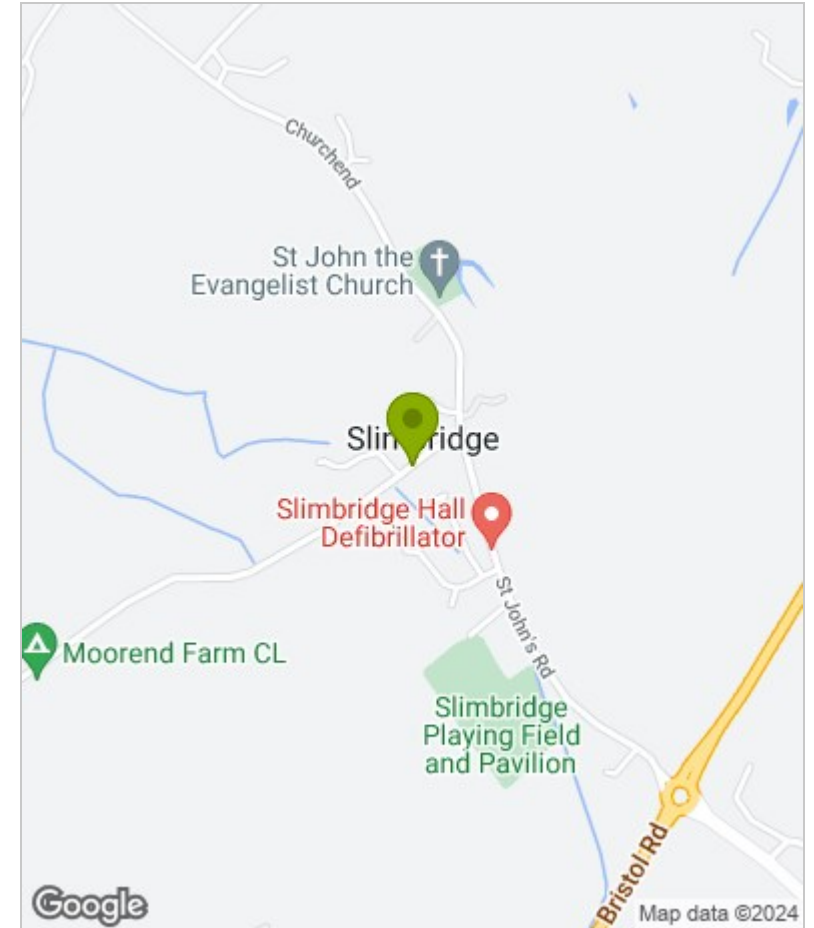 Churchend
St John the
Evangelist Church
Slimbridge
Slimbridge Hall
Defibrillator
St John's Rd
Moorend Farm CL
Slimbridge
Playing Field
and Pavilion
Bristol Rd
Google
Map data ©2024